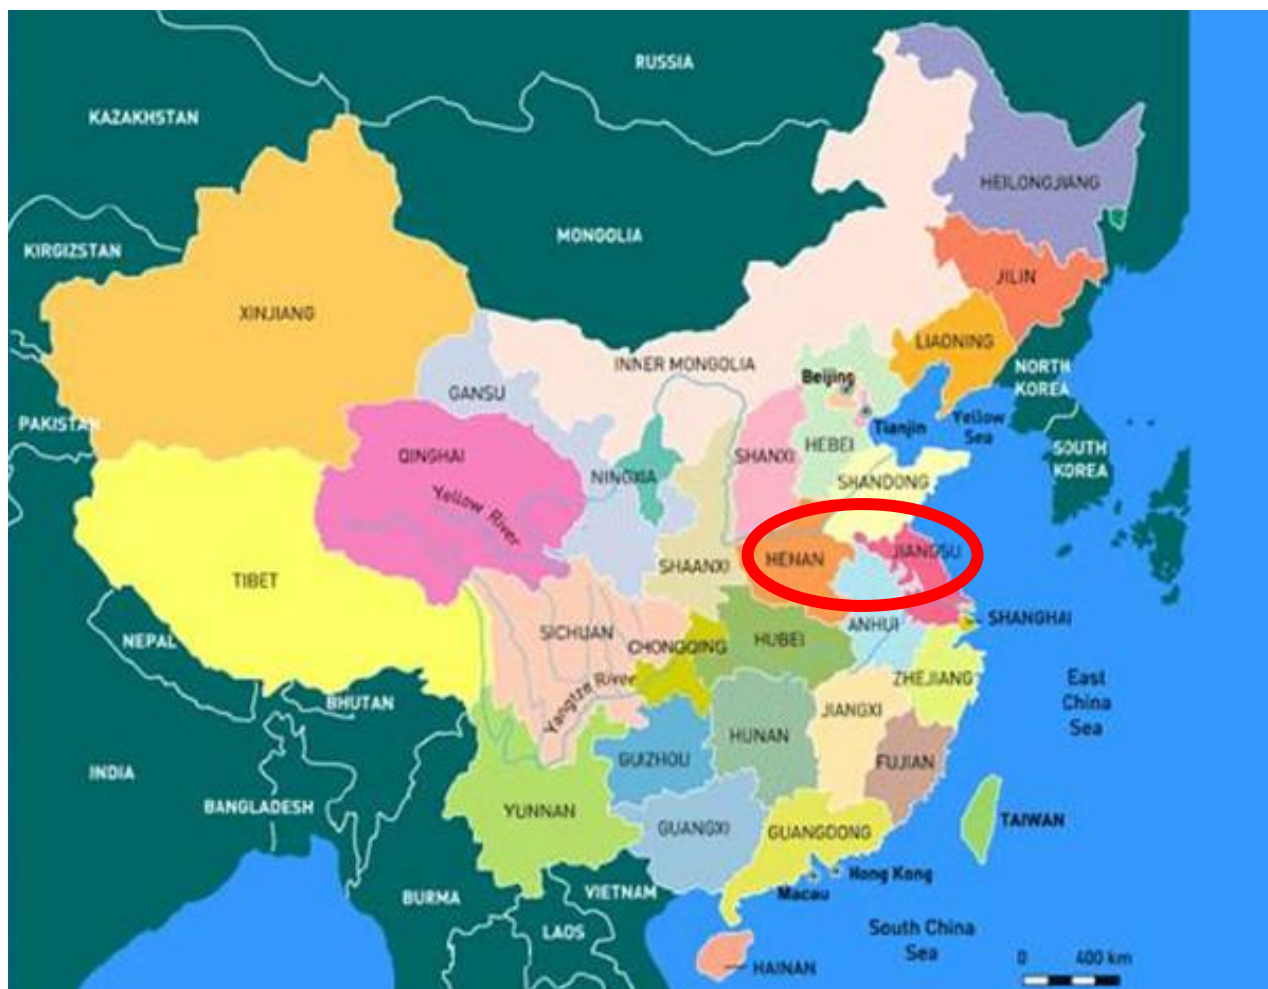 RUSSIA
KAZAKHSTAN
HEILONGJIANG
MONGOLIA
KIRGIZSTAN
JILIN
XINJIANG
LIAONING
INNER MONGOLIA
NORTH
KOREA
Beijing
GANSU
Yellow
Sea
Tianjin
PAKISTAN
QINGHAI
SHANXI
HEBEI
SOUTH
KOREA
NINGXIA
SHANDONG
Yellow River
HENAN
JIANGSU
SHAANXI
TIBET
SHANGHAI
ANHUI
NEPAL
SICHUAN
CHONGQING
HUBEI
ZHEJIANG
East
China
Sea
Yangtze River
BHUTAN
JIANGXI
HUNAN
GUIZHOU
FUJIAN
INDIA
BANGLADESH
YUNNAN
GUANGXI
GUANGDONG
TAIWAN
Hong Kong
Macau
BURMA
VIETNAM
LAOS
South China
Sea
HAINAN
0 400 km